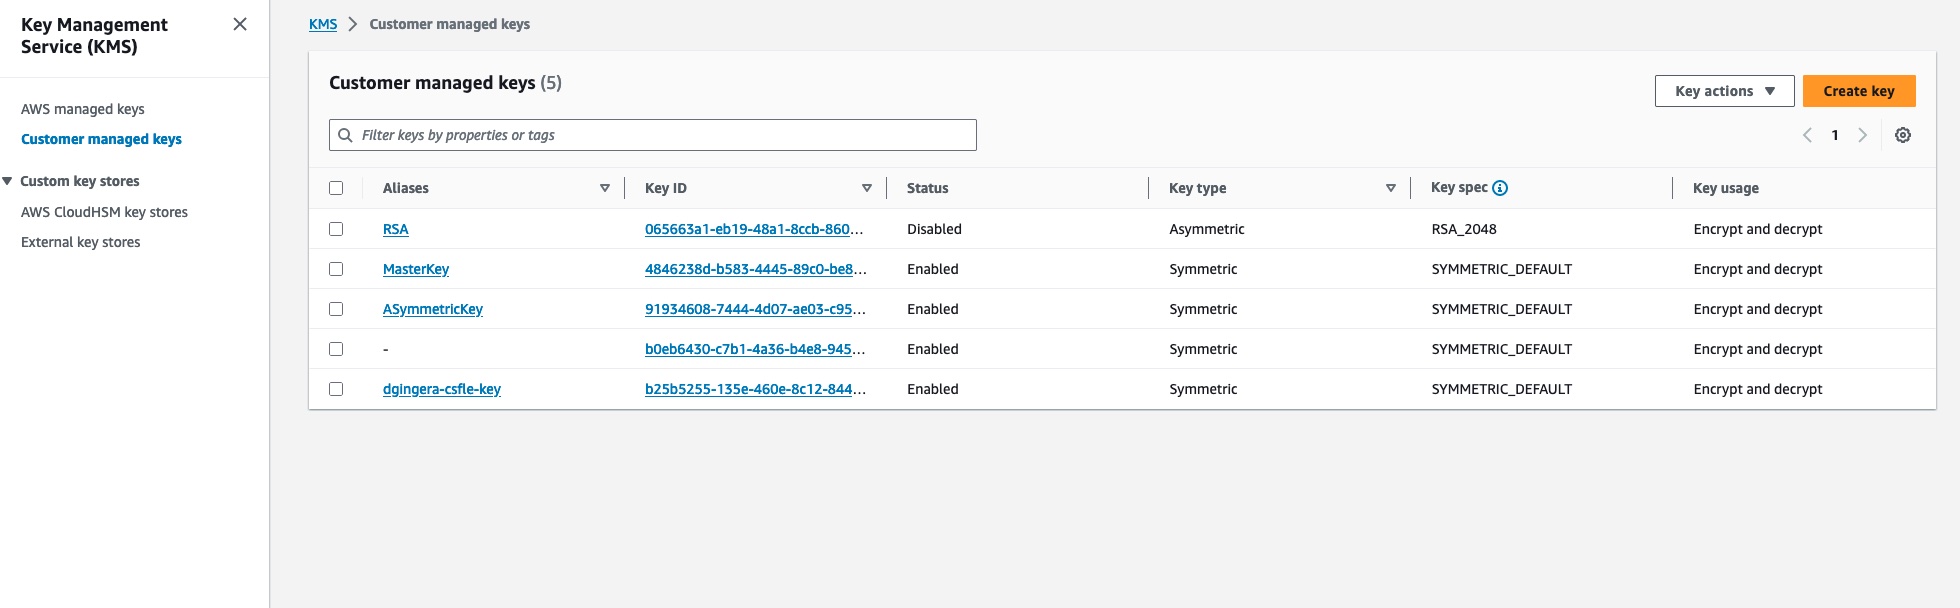 Key Management
Service (KMS)
AWS managed keys
Customer managed keys
Custom key stores
AWS CloudHSM key stores
External key stores
KMS > Customer managed keys
Customer managed keys (5)
Key actions Create key
Filter keys by properties or tags
1
Aliases Key ID Status Key type Key spec Key usage
RSA 065663a1-eb19-48a1-8ccb-860... Disabled Asymmetric RSA_2048 Encrypt and decrypt
MasterKey 4846238d-b583-4445-89c0-be8... Enabled Symmetric SYMMETRIC_DEFAULT Encrypt and decrypt
ASymmetricKey 91934608-7444-4d07-ae03-c95... Enabled Symmetric SYMMETRIC_DEFAULT Encrypt and decrypt
- b0eb6430-c7b1-4a36-b4e8-945... Enabled Symmetric SYMMETRIC_DEFAULT Encrypt and decrypt
dgingera-csfle-key b25b5255-135e-460e-8c12-844... Enabled Symmetric SYMMETRIC_DEFAULT Encrypt and decrypt